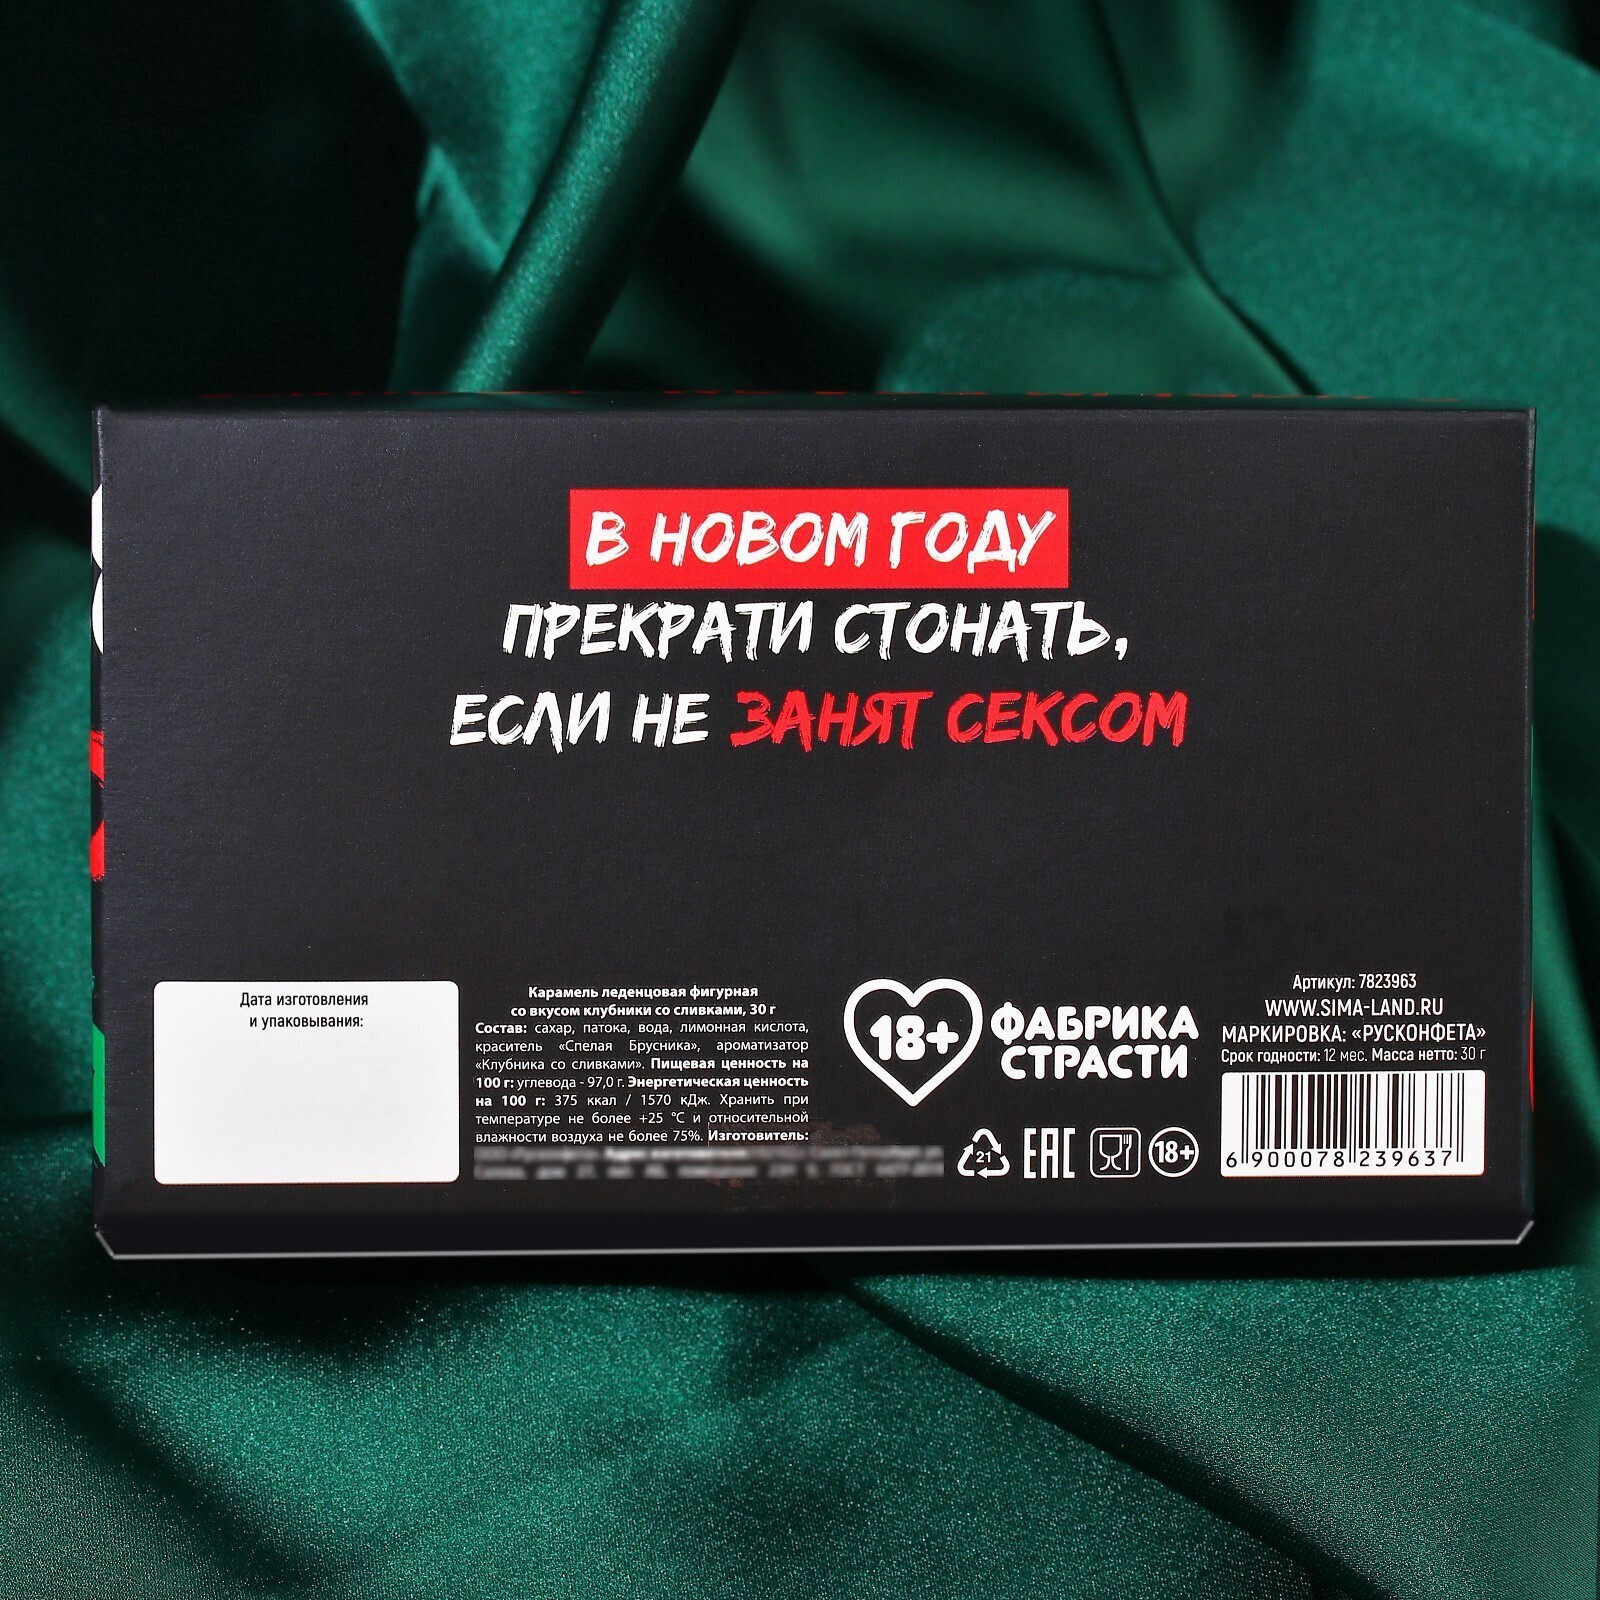 В НОВОМ ГОДУ
ПРЕКРАТИ СТОНАТЬ,
ЕСЛИ НЕ ЗАНЯТ СЕКСОМ
Дата изготовления
и упаковывания:
Карамель леденцовая фигурная
со вкусом клубники со сливками, 30 г
Состав: сахар, патока, вода, лимонная кислота,
краситель «Спелая Брусника», ароматизатор
«Клубника со сливками». Пищевая ценность на
100 г: углевода - 97,0 г. Энергетическая ценность
на 100 г: 375 ккал / 1570 кДж. Хранить при
температуре не более +25 °С и относительной
влажности воздуха не более 75%. Изготовитель:
18+
ФАБРИКА
СТРАСТИ
21
EAC
18+
Артикул: 7823963
WWW.SIMA-LAND.RU
МАРКИРОВКА: «РУСКОНФЕТА»
Срок годности: 12 мес. Масса нетто: 30 г
6 900078 239637